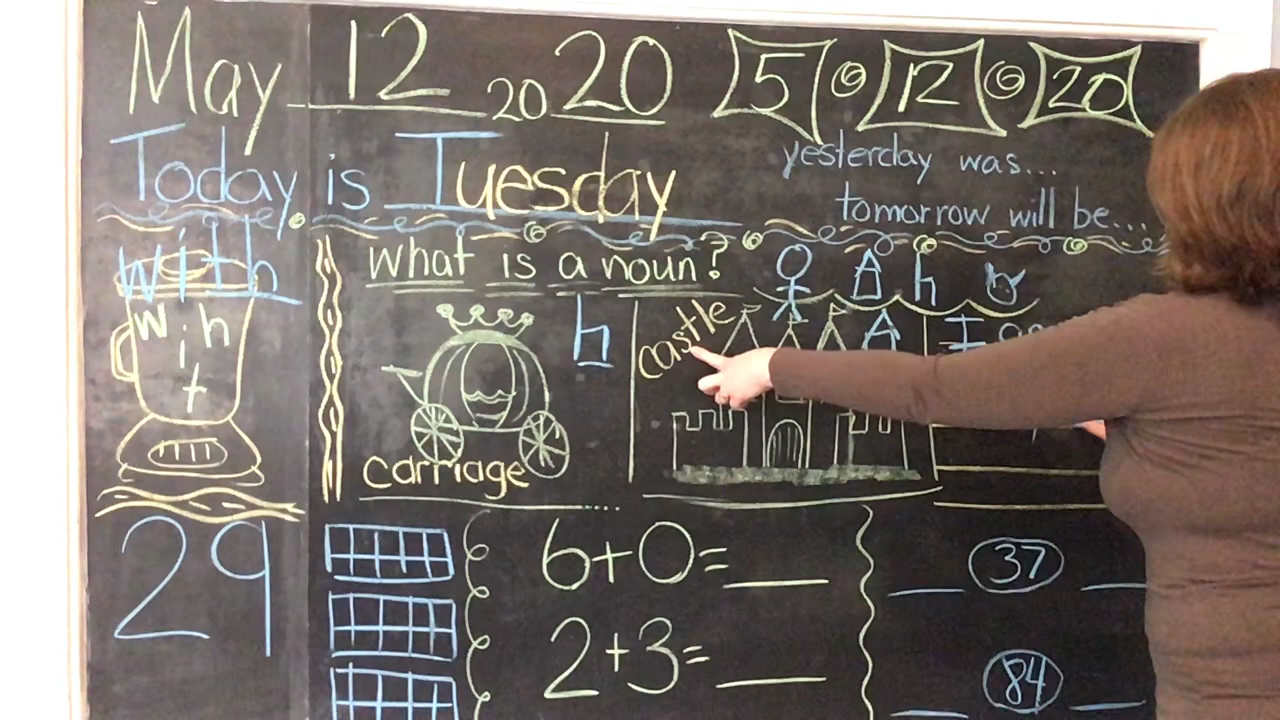 May 12 2020 5 12 20
Today is Tuesday
yesterday was...
tomorrow will be...
with
What is a noun?
w i t h
h
castle
A
h
I
carriage
29
6+0=
37
2+3=
84